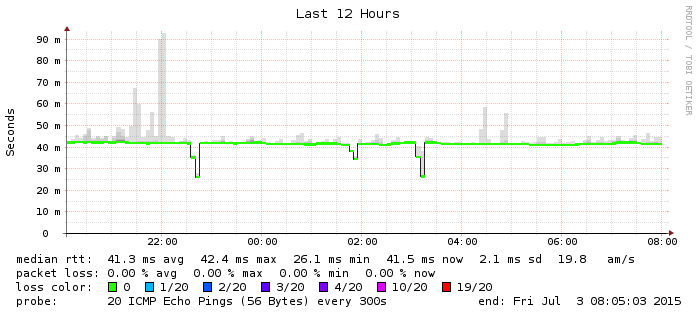 Last 12 Hours
RRDTOOL / TOBI OETIKER
Seconds
90 m
80 m
70 m
60 m
50 m
40 m
30 m
20 m
10 m
0
22:00 00:00 02:00 04:00 06:00 08:00
median rtt: 41.3 ms avg 42.4 ms max 26.1 ms min 41.5 ms now 2.1 ms sd 19.8 am/s
packet loss: 0.00 % avg 0.00 % max 0.00 % min 0.00 % now
loss color: 0 1/20 2/20 3/20 4/20 10/20 19/20
probe: 20 ICMP Echo Pings (56 Bytes) every 300s end: Fri Jul 3 08:05:03 2015